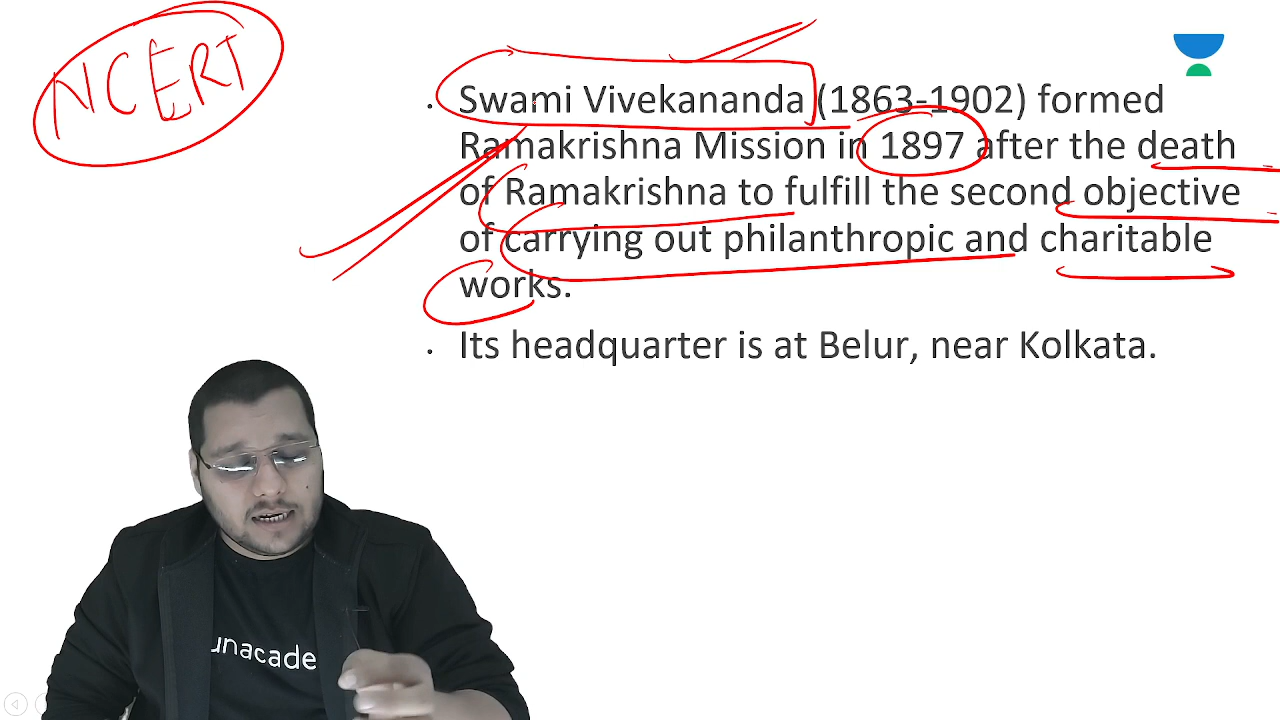 NCERT
. Swami Vivekananda (1863-1902) formed
Ramakrishna Mission in 1897 after the death
of Ramakrishna to fulfill the second objective
of carrying out philanthropic and charitable
works.
. Its headquarter is at Belur, near Kolkata.
unacade